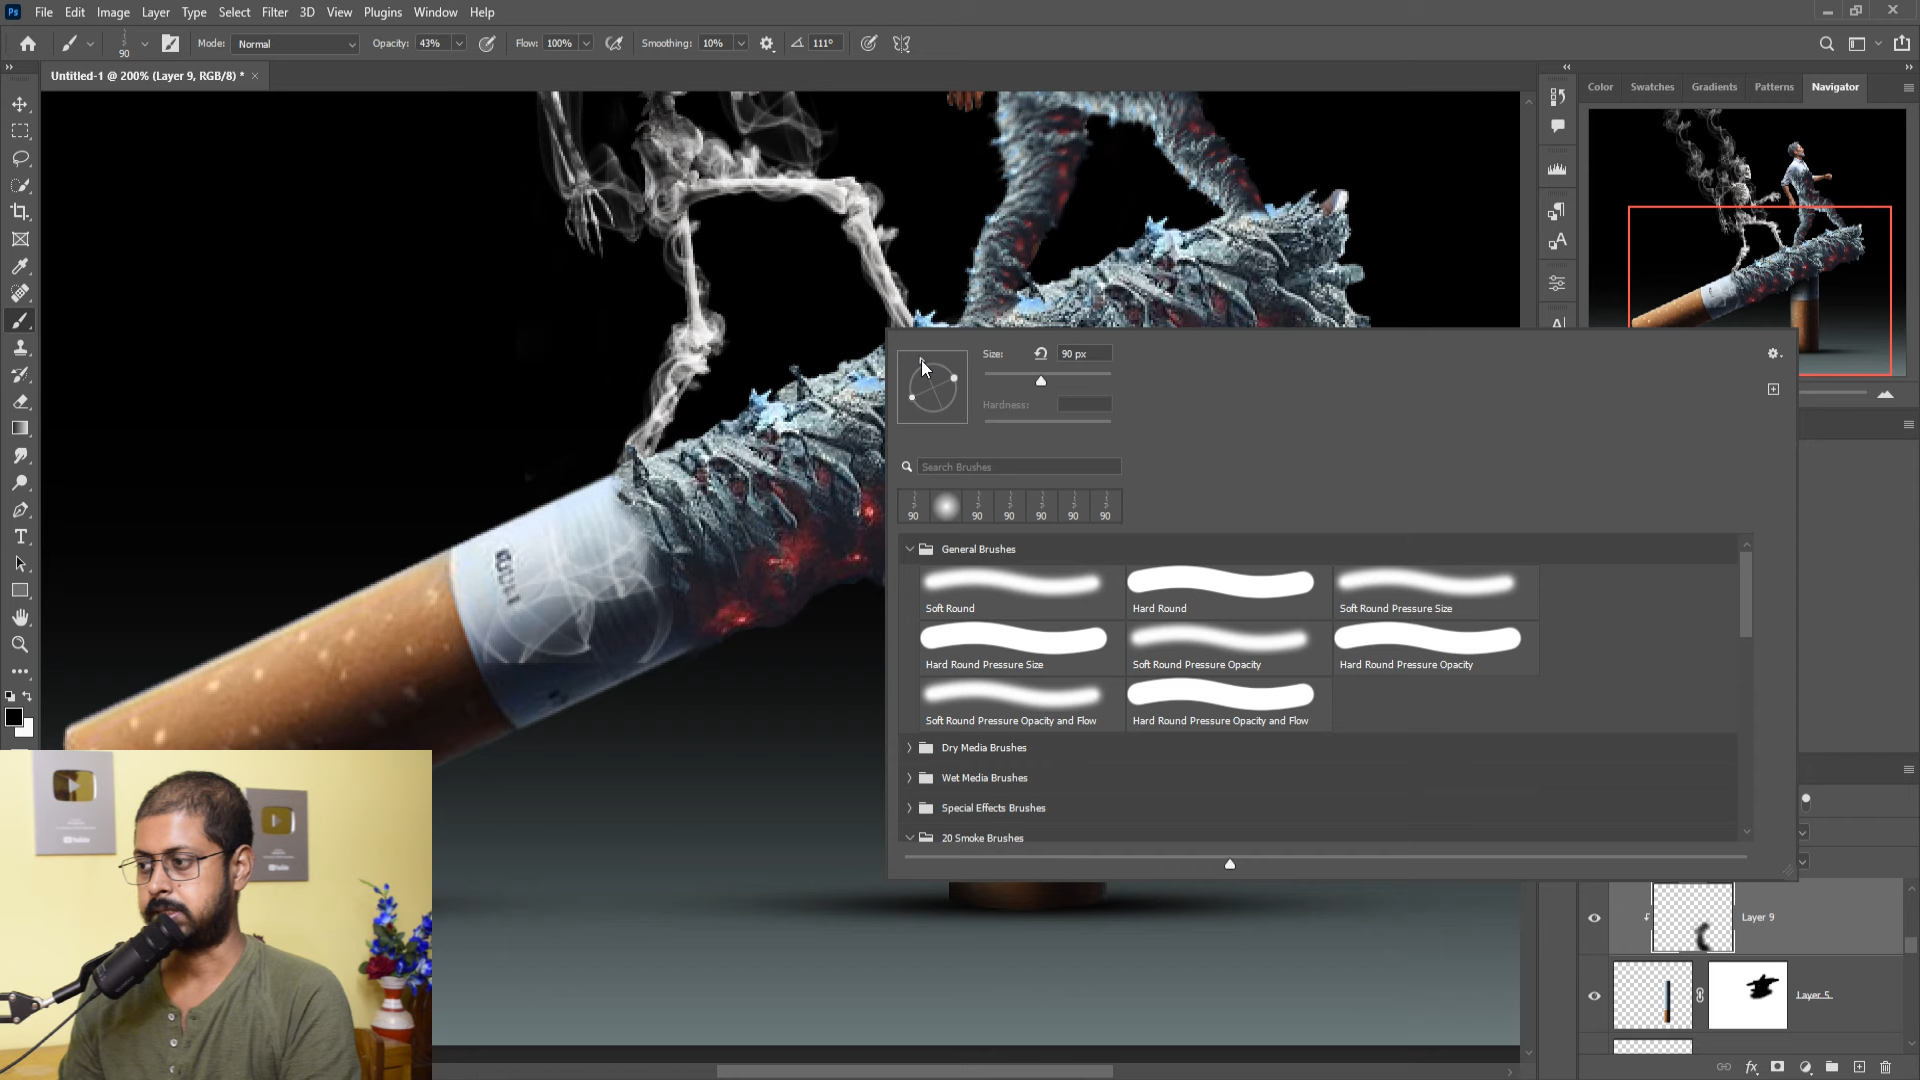 Ps File Edit Image Layer Type Select Filter 3D View Plugins Window Help
90 Mode: Normal Opacity: 43% Flow: 100% Smoothing: 10% 111°
Untitled-1 @ 200% (Layer 9, RGB/8) * ×
Color Swatches Gradients Patterns Navigator
Size: 90 px
Hardness:
Search Brushes
90 90 90 90 90 90
General Brushes
Soft Round Hard Round Soft Round Pressure Size
Hard Round Pressure Size Soft Round Pressure Opacity Hard Round Pressure Opacity
Soft Round Pressure Opacity and Flow Hard Round Pressure Opacity and Flow
Dry Media Brushes
Wet Media Brushes
Special Effects Brushes
20 Smoke Brushes
Layer 9
Layer 5
fx